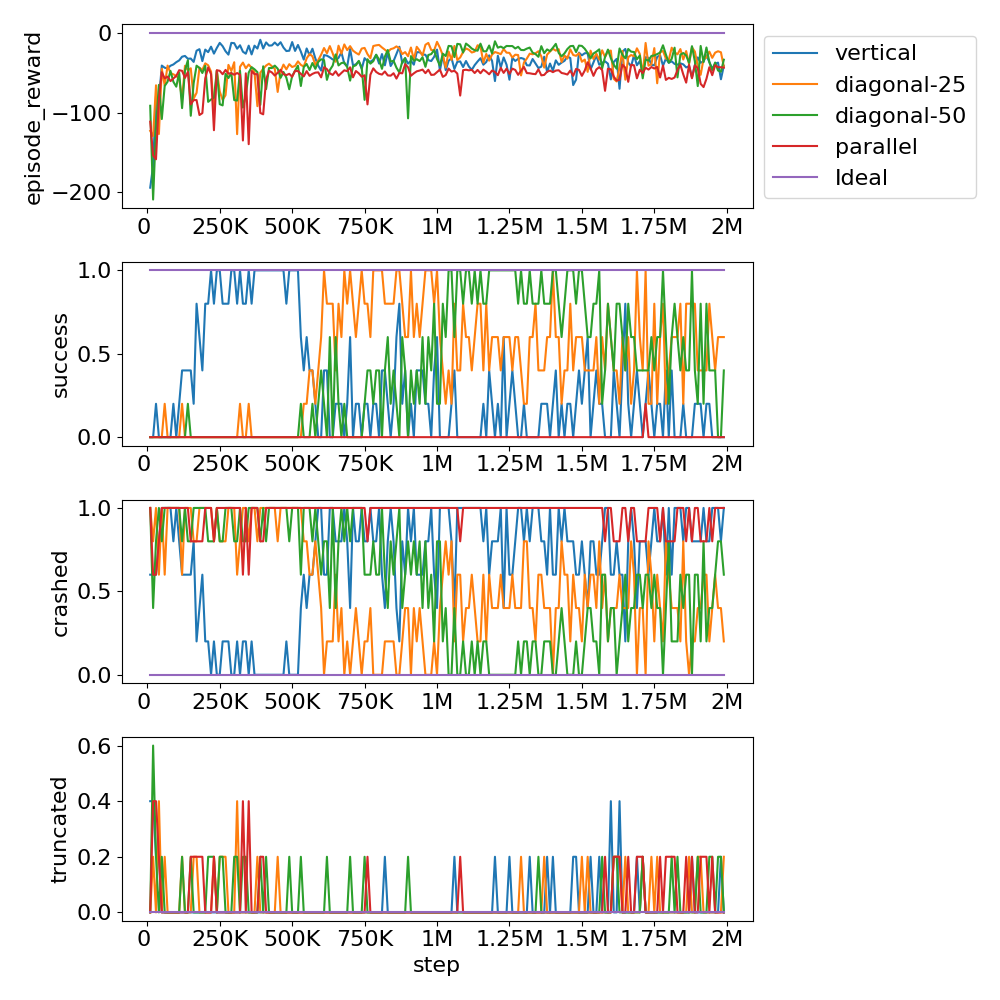 episode_reward
0
−100
−200
0 250K 500K 750K 1M 1.25M 1.5M 1.75M 2M
vertical
diagonal-25
diagonal-50
parallel
Ideal
success
1.0
0.5
0.0
0 250K 500K 750K 1M 1.25M 1.5M 1.75M 2M
crashed
1.0
0.5
0.0
0 250K 500K 750K 1M 1.25M 1.5M 1.75M 2M
truncated
0.6
0.4
0.2
0.0
0 250K 500K 750K 1M 1.25M 1.5M 1.75M 2M
step